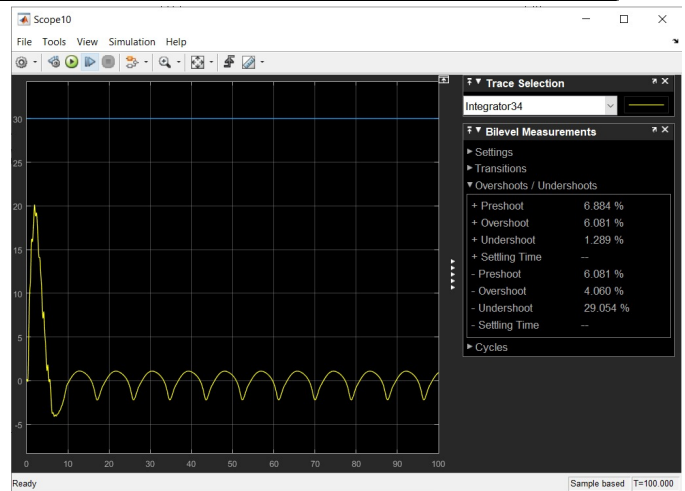 Scope10
File Tools View Simulation Help
Trace Selection
Integrator34
Bilevel Measurements
Settings
Transitions
Overshoots / Undershoots
+ Preshoot 6.884 %
+ Overshoot 6.081 %
+ Undershoot 1.289 %
+ Settling Time --
- Preshoot 6.081 %
- Overshoot 4.060 %
- Undershoot 29.054 %
- Settling Time --
Cycles
30
25
20
15
10
5
0
-5
0 10 20 30 40 50 60 70 80 90 100
Ready Sample based T=100.000